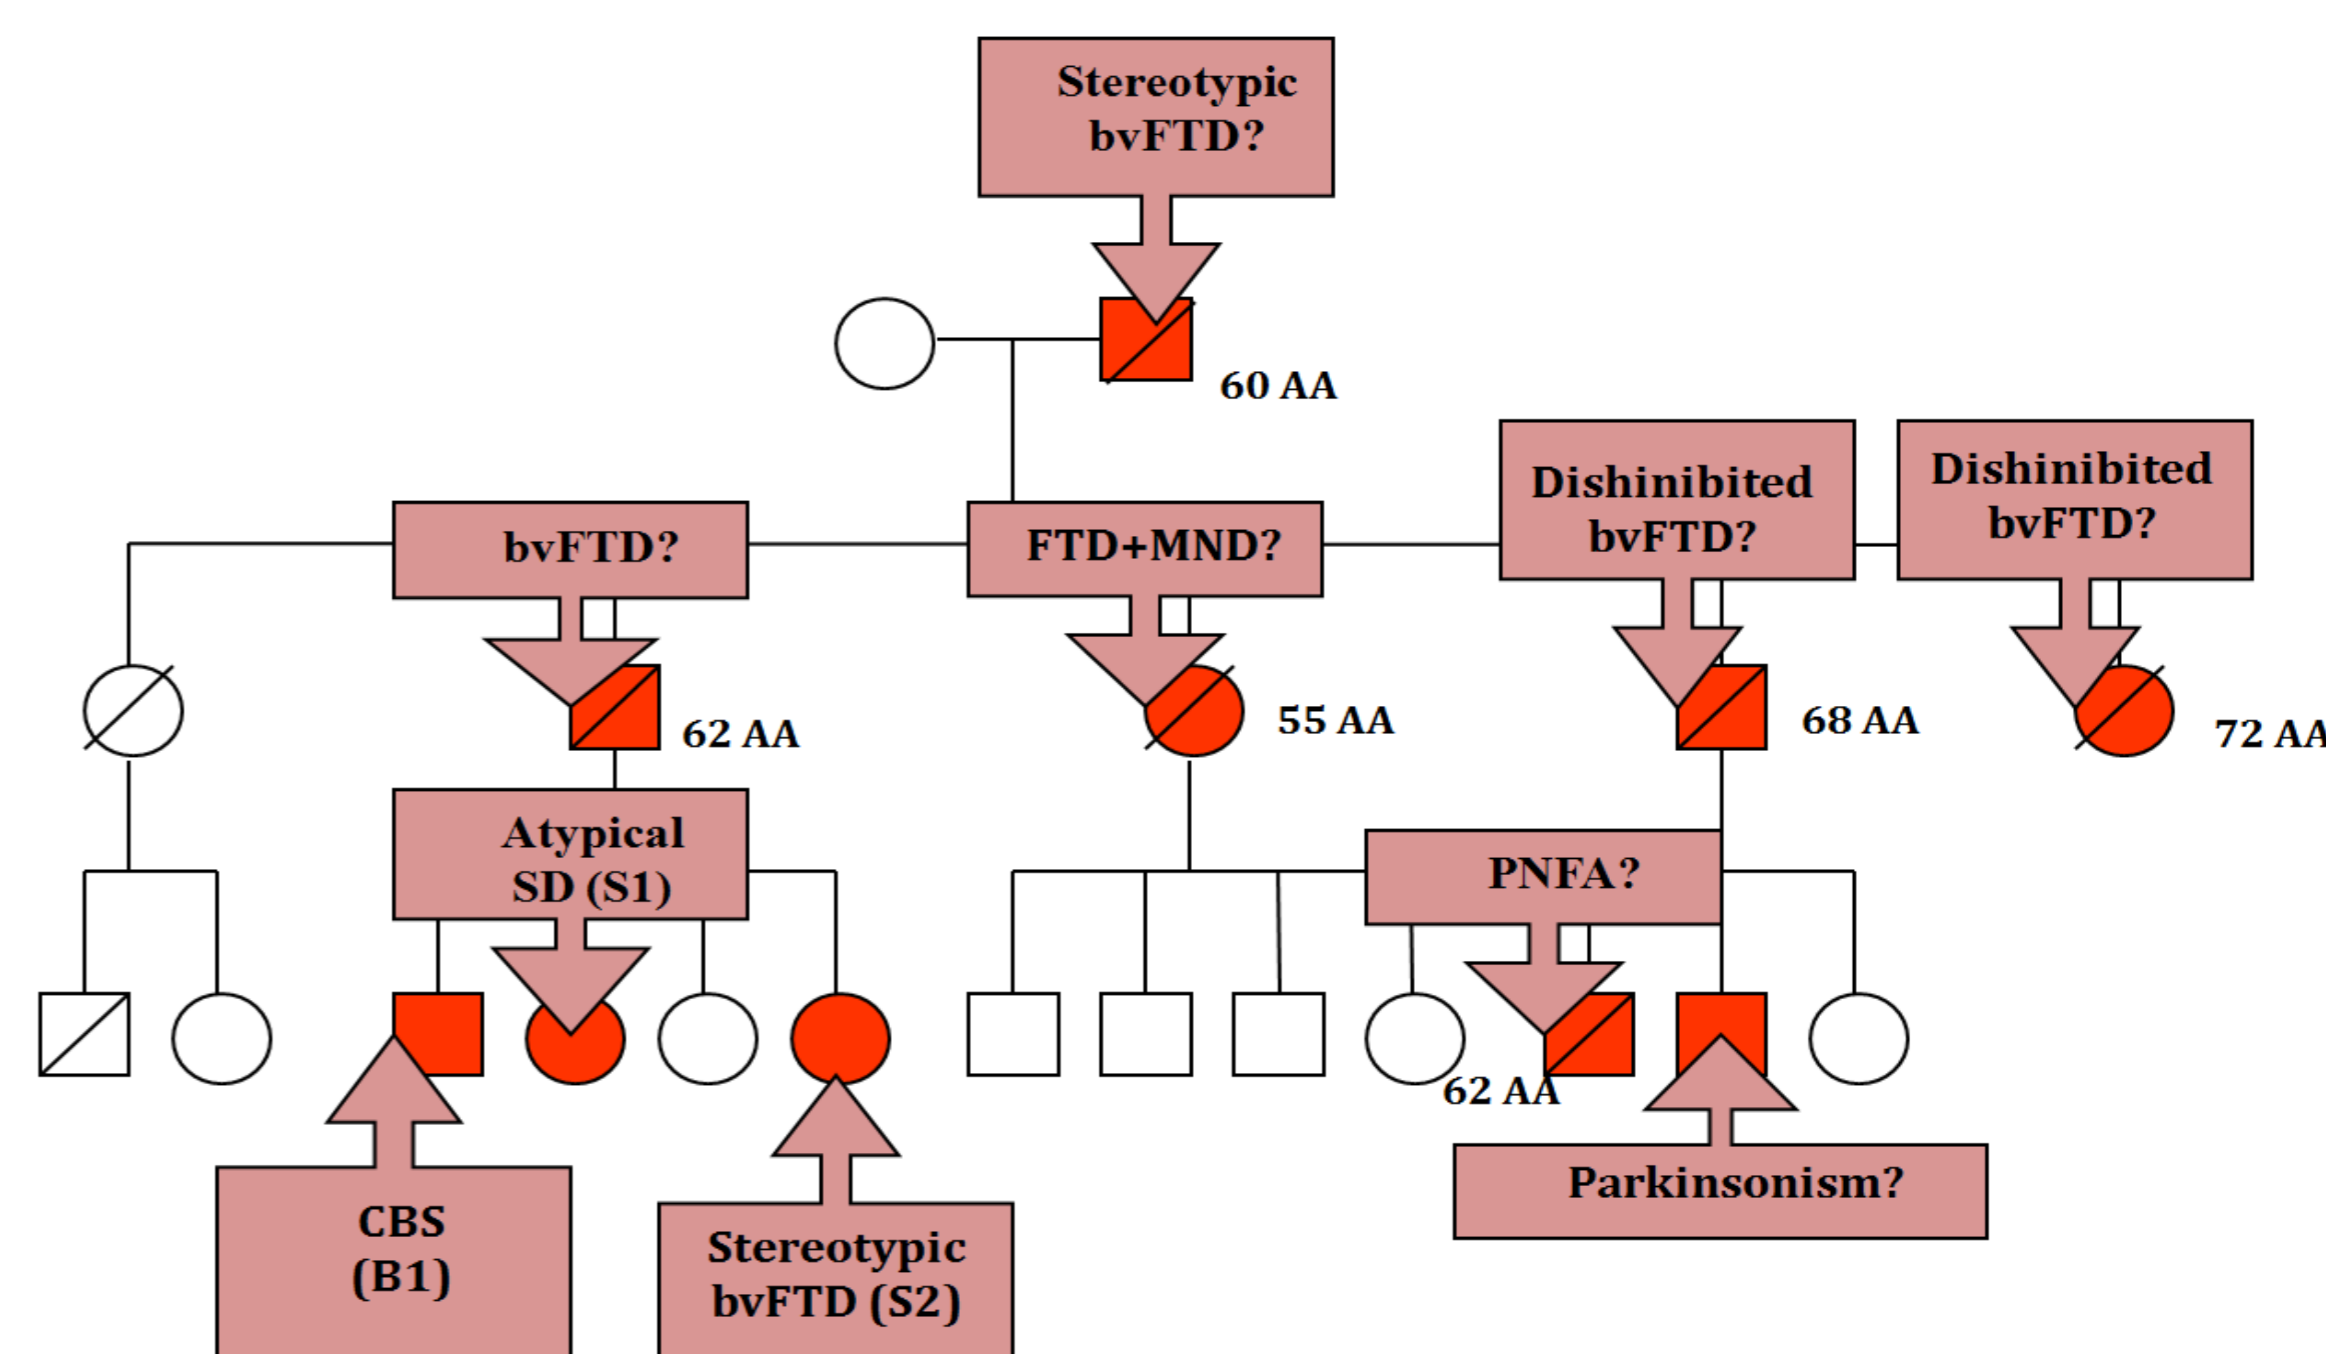 Stereotypic
bvFTD?
60 AA
bvFTD?
FTD+MND?
Dishinibited
bvFTD?
Dishinibited
bvFTD?
62 AA
55 AA
68 AA
72 AA
Atypical
SD (S1)
PNFA?
62 AA
CBS
(B1)
Stereotypic
bvFTD (S2)
Parkinsonism?